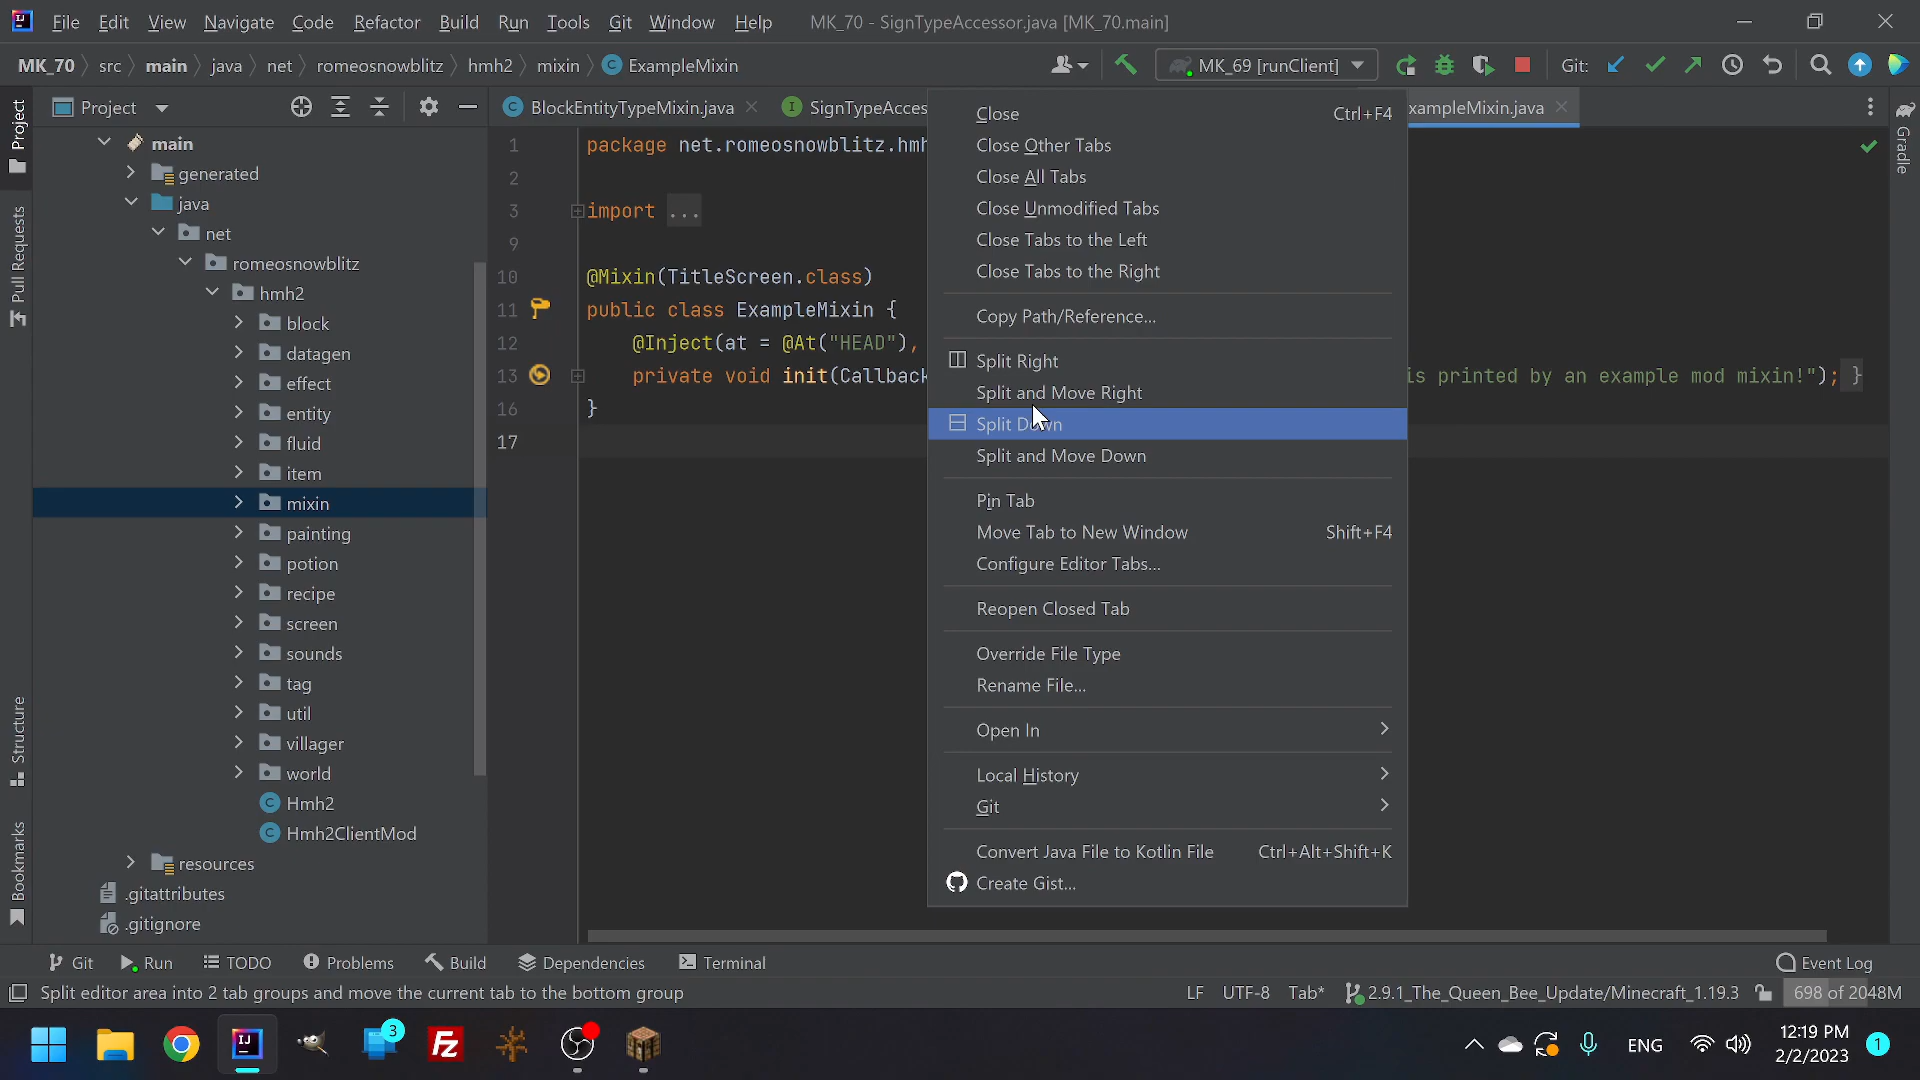 File Edit View Navigate Code Refactor Build Run Tools Git Window Help MK_70 - SignTypeAccessor.java [MK_70.main]
MK_70 src main java net romeosnowblitz hmh2 mixin ExampleMixin MK_69 [runClient] Git:
Project
Project
Pull Requests
Structure
Bookmarks
main
generated
java
net
romeosnowblitz
hmh2
block
datagen
effect
entity
fluid
item
mixin
painting
potion
recipe
screen
sounds
tag
util
villager
world
Hmh2
Hmh2ClientMod
resources
.gitattributes
.gitignore
BlockEntityTypeMixin.java SignTypeAcces xampleMixin.java
1 package net.romeosnowblitz.hmh
2
3 import ...
9
10 @Mixin(TitleScreen.class)
11 public class ExampleMixin {
12 @Inject(at = @At("HEAD"),
13 private void init(Callback is printed by an example mod mixin!"); }
16 }
17
Close Ctrl+F4
Close Other Tabs
Close All Tabs
Close Unmodified Tabs
Close Tabs to the Left
Close Tabs to the Right
Copy Path/Reference...
Split Right
Split and Move Right
Split Down
Split and Move Down
Pin Tab
Move Tab to New Window Shift+F4
Configure Editor Tabs...
Reopen Closed Tab
Override File Type
Rename File...
Open In
Local History
Git
Convert Java File to Kotlin File Ctrl+Alt+Shift+K
Create Gist...
Gradle
Git Run TODO Problems Build Dependencies Terminal Event Log
Split editor area into 2 tab groups and move the current tab to the bottom group LF UTF-8 Tab* 2.9.1_The_Queen_Bee_Update/Minecraft_1.19.3 698 of 2048M
3
ENG
12:19 PM
2/2/2023
1